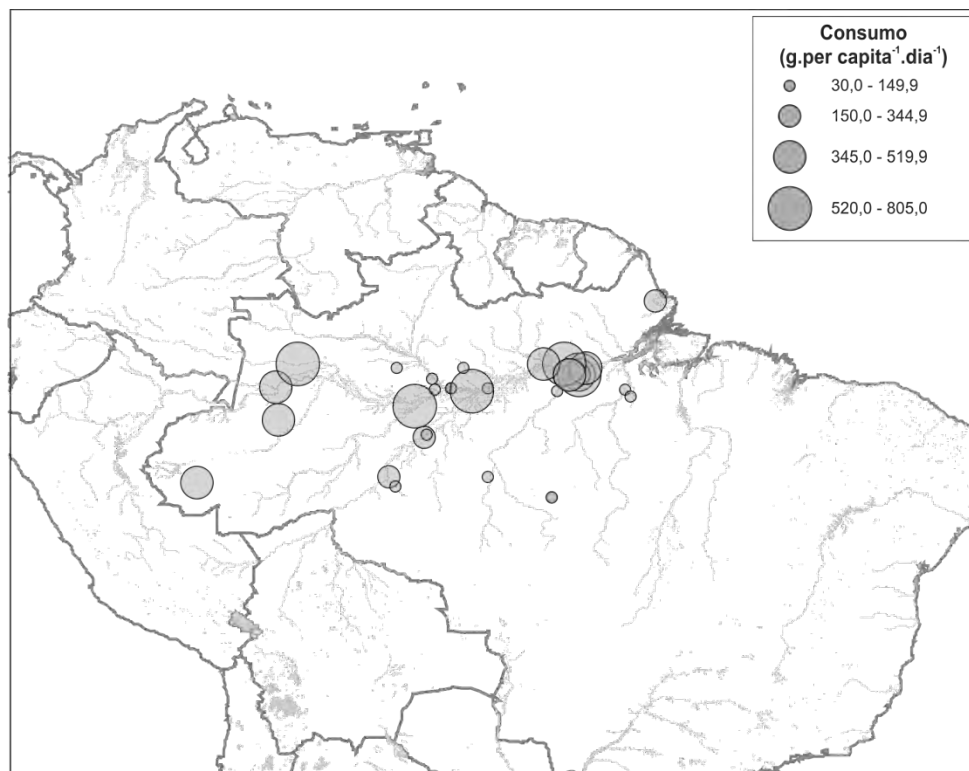 Consumo
(g.per capita⁻¹.dia⁻¹)
30,0 - 149,9
150,0 - 344,9
345,0 - 519,9
520,0 - 805,0